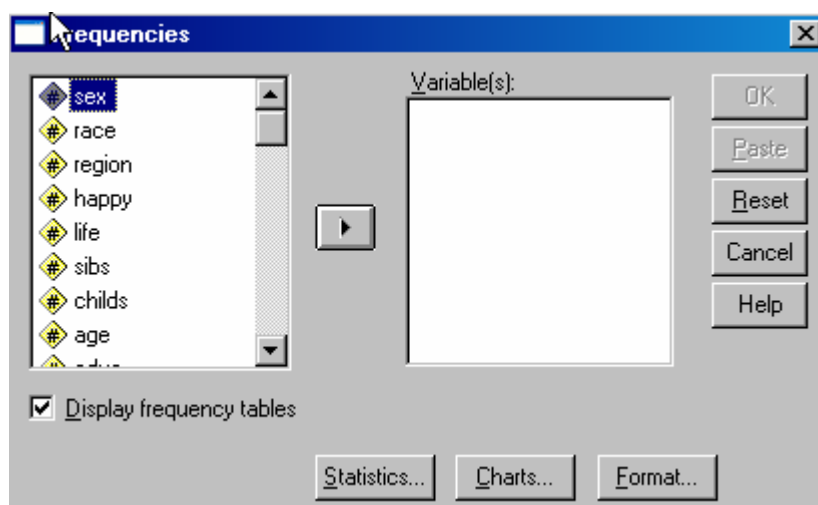 Frequencies
sex
race
region
happy
life
sibs
childs
age
Variable(s):
OK
Paste
Reset
Cancel
Help
Display frequency tables
Statistics...
Charts...
Format...